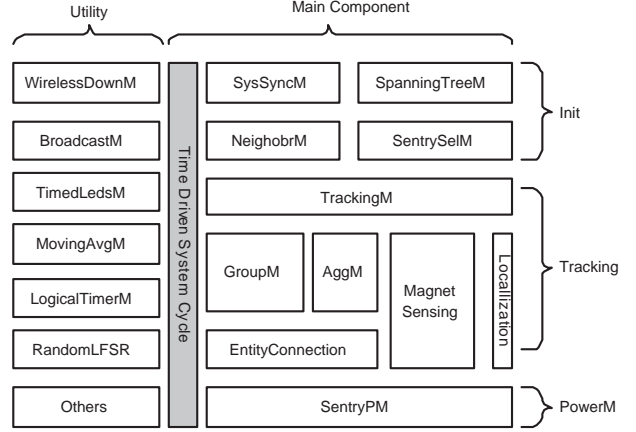 Utility
Main Component
WirelessDownM
BroadcastM
TimedLedsM
MovingAvgM
LogicalTimerM
RandomLFSR
Others
Time Driven System Cycle
SysSyncM
SpanningTreeM
NeighobrM
SentrySelM
TrackingM
GroupM
AggM
Magnet
Sensing
Locallization
EntityConnection
SentryPM
Init
Tracking
PowerM